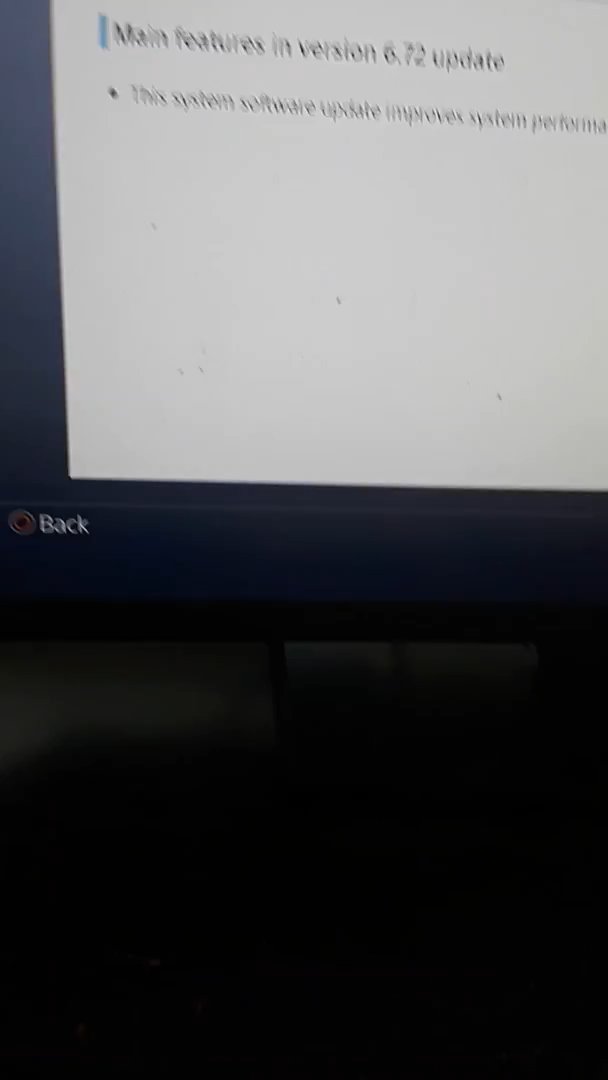 Main features in version 6.72 update
• This system software update improves system performa
Back